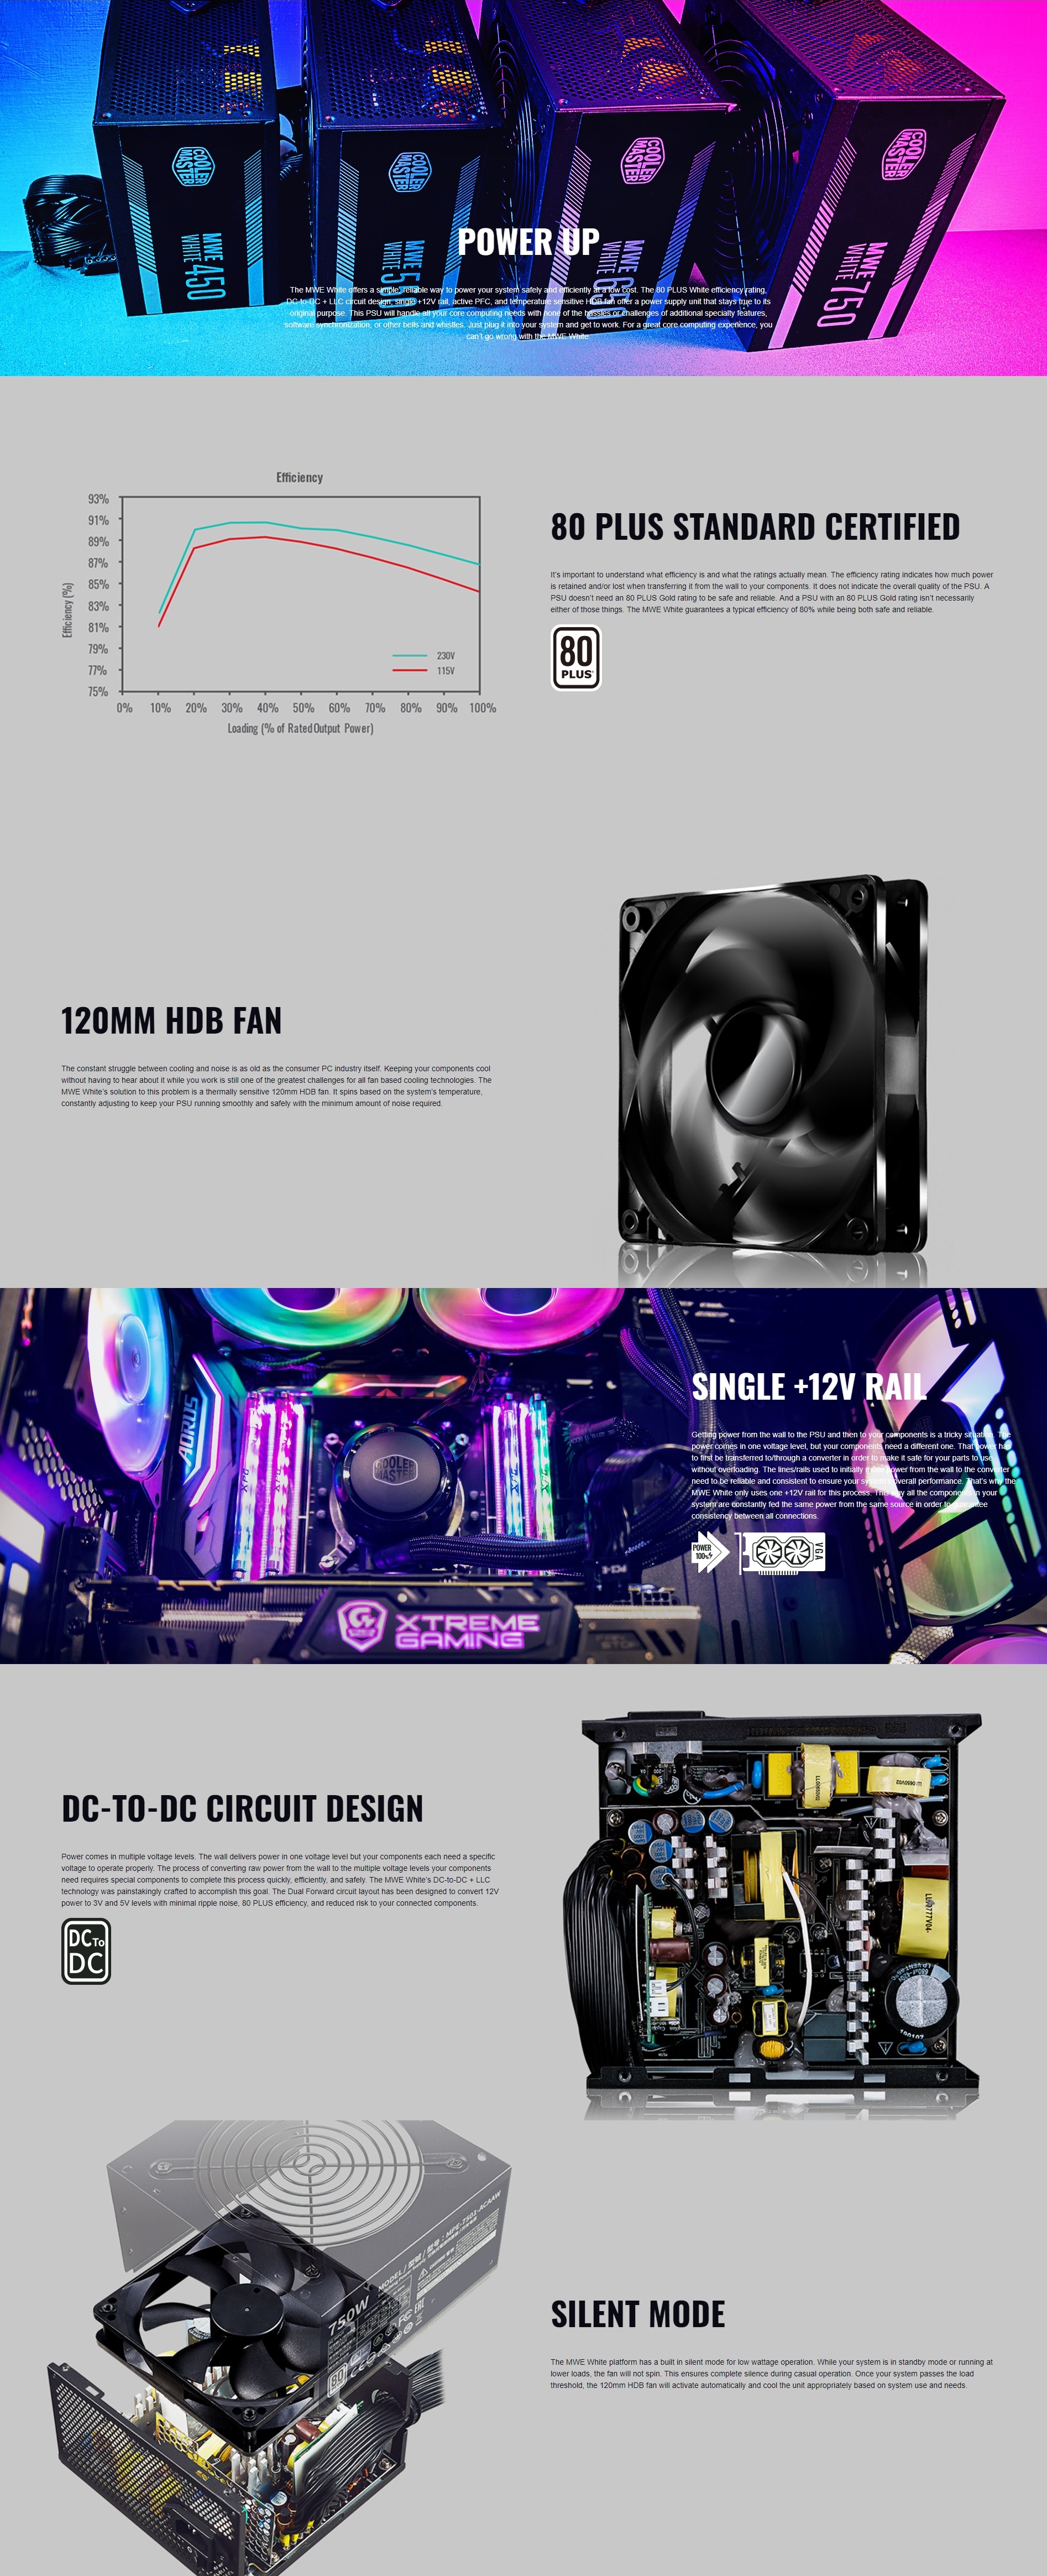 COOLER
MASTER
MWE
WHITE 450
COOLER
MASTER
MWE
WHITE
COOLER
MASTER
MWE
WHITE
COOLER
MASTER
MWE
WHITE 750
POWER UP
The MWE White offers a simple, reliable way to power your system safely and efficiently at a low cost. The 80 PLUS White efficiency rating,
DC-to-DC + LLC circuit design, single +12V rail, active PFC, and temperature sensitive HDB fan offer a power supply unit that stays true to its
original purpose. This PSU will handle all your core computing needs with none of the hassles or challenges of additional specialty features,
software synchronization, or other bells and whistles. Just plug it into your system and get to work. For a great core computing experience, you
can't go wrong with the MWE White.
Efficiency
93%
91%
89%
87%
85%
83%
81%
79%
77%
75%
Efficiency (%)
230V
115V
0% 10% 20% 30% 40% 50% 60% 70% 80% 90% 100%
Loading (% of Rated Output Power)
80 PLUS STANDARD CERTIFIED
It's important to understand what efficiency is and what the ratings actually mean. The efficiency rating indicates how much power
is retained and/or lost when transferring it from the wall to your components. It does not indicate the overall quality of the PSU. A
PSU doesn't need an 80 PLUS Gold rating to be safe and reliable. And a PSU with an 80 PLUS Gold rating isn't necessarily
either of those things. The MWE White guarantees a typical efficiency of 80% while being both safe and reliable.
80
PLUS
120MM HDB FAN
The constant struggle between cooling and noise is as old as the consumer PC industry itself. Keeping your components cool
without having to hear about it while you work is still one of the greatest challenges for all fan based cooling technologies. The
MWE White's solution to this problem is a thermally sensitive 120mm HDB fan. It spins based on the system's temperature,
constantly adjusting to keep your PSU running smoothly and safely with the minimum amount of noise required.
AORUS
COOLER
MASTER
XTREME
GAMING
SINGLE +12V RAIL
Getting power from the wall to the PSU and then to your components is a tricky situation. The
power comes in one voltage level, but your components need a different one. That power has
to first be transferred to/through a converter in order to make it safe for your parts to use
without overloading. The lines/rails used to initially move power from the wall to the converter
need to be reliable and consistent to ensure your system's overall performance. That's why the
MWE White only uses one +12V rail for this process. This way all the components in your
system are constantly fed the same power from the same source in order to guarantee
consistency between all connections.
POWER
100%
VGA
DC-TO-DC CIRCUIT DESIGN
Power comes in multiple voltage levels. The wall delivers power in one voltage level but your components each need a specific
voltage to operate properly. The process of converting raw power from the wall to the multiple voltage levels your components
need requires special components to complete this process quickly, efficiently, and safely. The MWE White's DC-to-DC + LLC
technology was painstakingly crafted to accomplish this goal. The Dual Forward circuit layout has been designed to convert 12V
power to 3V and 5V levels with minimal ripple noise, 80 PLUS efficiency, and reduced risk to your connected components.
DC To
DC
750W
SILENT MODE
The MWE White platform has a built in silent mode for low wattage operation. While your system is in standby mode or running at
lower loads, the fan will not spin. This ensures complete silence during casual operation. Once your system passes the load
threshold, the 120mm HDB fan will activate automatically and cool the unit appropriately based on system use and needs.